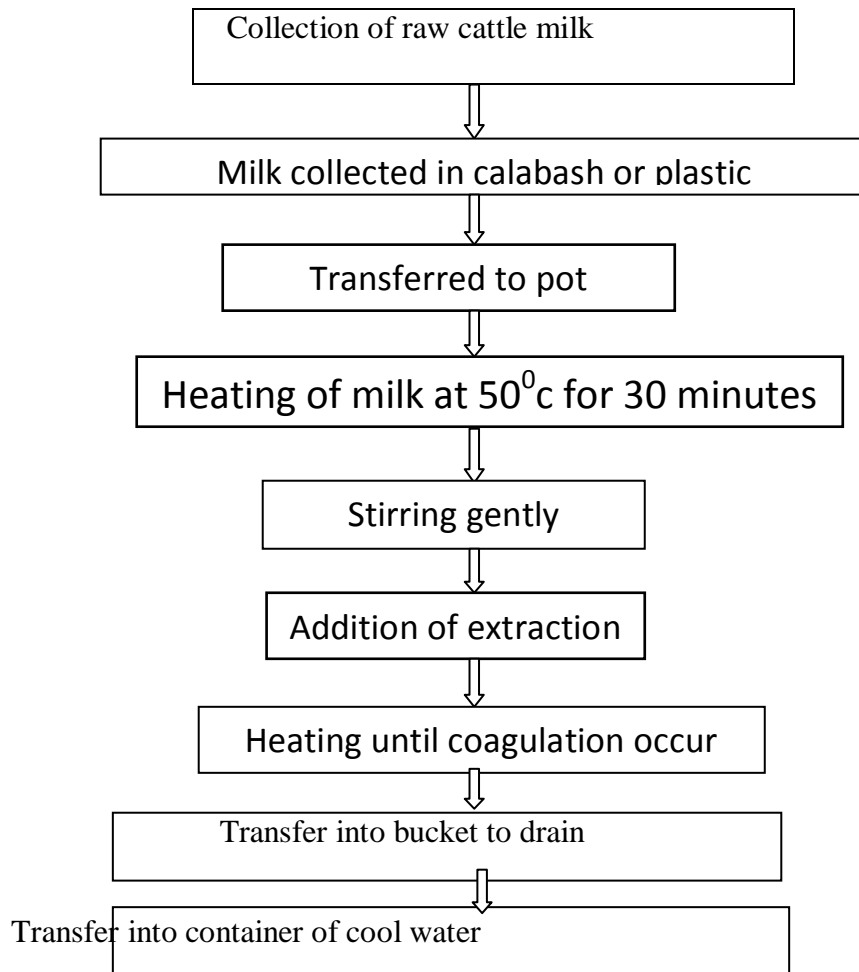 Collection of raw cattle milk
Milk collected in calabash or plastic
Transferred to pot
Heating of milk at 50⁰c for 30 minutes
Stirring gently
Addition of extraction
Heating until coagulation occur
Transfer into bucket to drain
Transfer into container of cool water